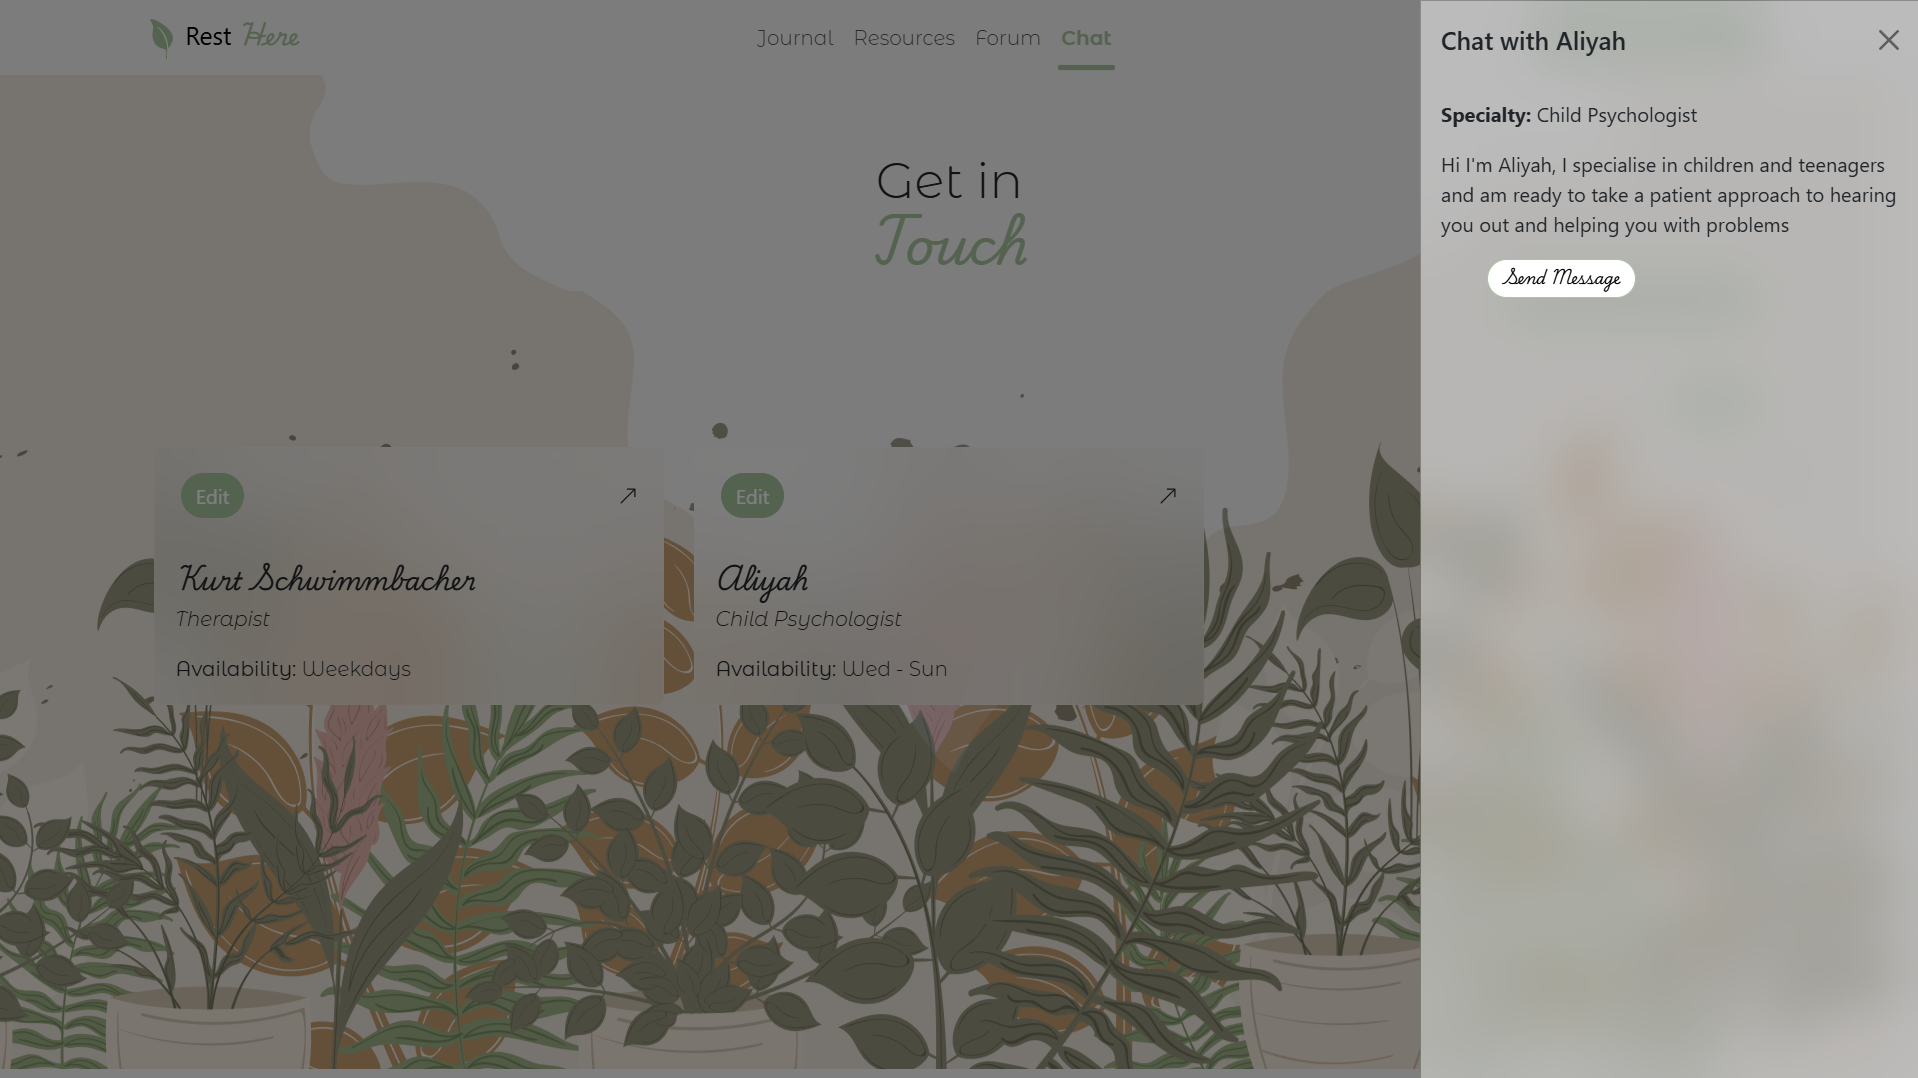 Rest Here
Journal Resources Forum Chat
Get in
Touch
Edit
Kurt Schwimmbacher
Therapist
Availability: Weekdays
Edit
Aliyah
Child Psychologist
Availability: Wed - Sun
Chat with Aliyah
Specialty: Child Psychologist
Hi I'm Aliyah, I specialise in children and teenagers
and am ready to take a patient approach to hearing
you out and helping you with problems
Send Message